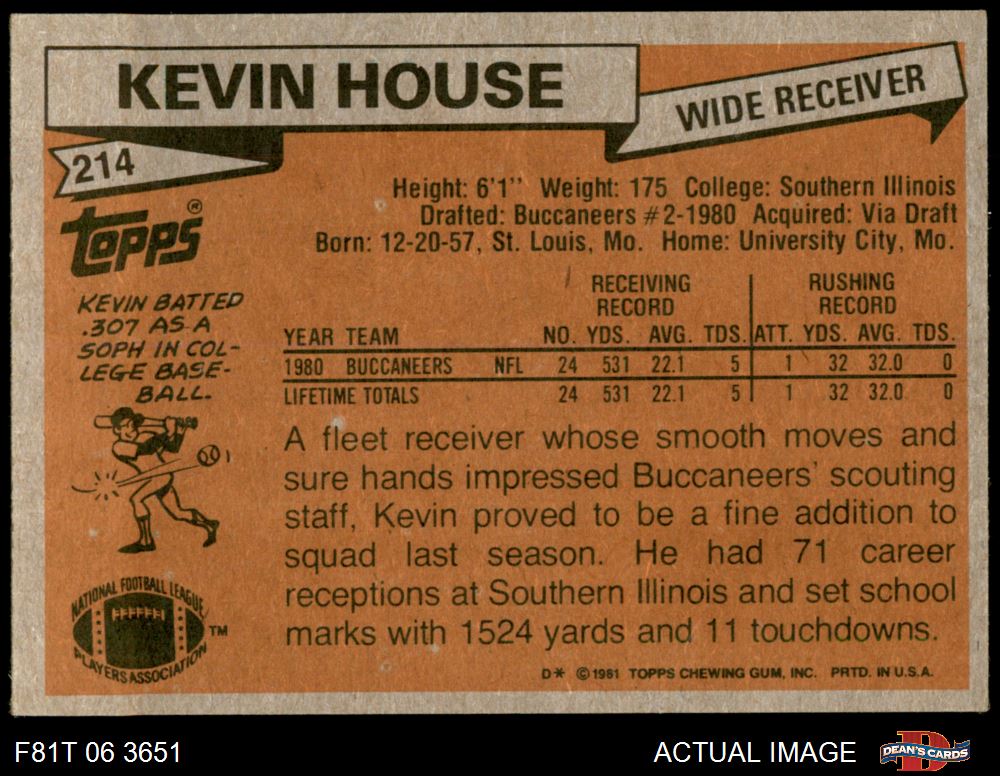 KEVIN HOUSE
WIDE RECEIVER
214
Topps®
Height: 6'1" Weight: 175 College: Southern Illinois
Drafted: Buccaneers #2-1980 Acquired: Via Draft
Born: 12-20-57, St. Louis, Mo. Home: University City, Mo.
KEVIN BATTED
.307 AS A
SOPH IN COL-
LEGE BASE-
BALL.
RECEIVING RUSHING
RECORD RECORD
YEAR TEAM NO. YDS. AVG. TDS. ATT. YDS. AVG. TDS.
1980 BUCCANEERS NFL 24 531 22.1 5 1 32 32.0 0
LIFETIME TOTALS 24 531 22.1 5 1 32 32.0 0
A fleet receiver whose smooth moves and
sure hands impressed Buccaneers' scouting
staff, Kevin proved to be a fine addition to
squad last season. He had 71 career
receptions at Southern Illinois and set school
marks with 1524 yards and 11 touchdowns.
NATIONAL FOOTBALL LEAGUE
PLAYERS ASSOCIATION
TM
D* © 1981 TOPPS CHEWING GUM, INC. PRTD. IN U.S.A.
F81T 06 3651
ACTUAL IMAGE
D
DEAN'S CARDS